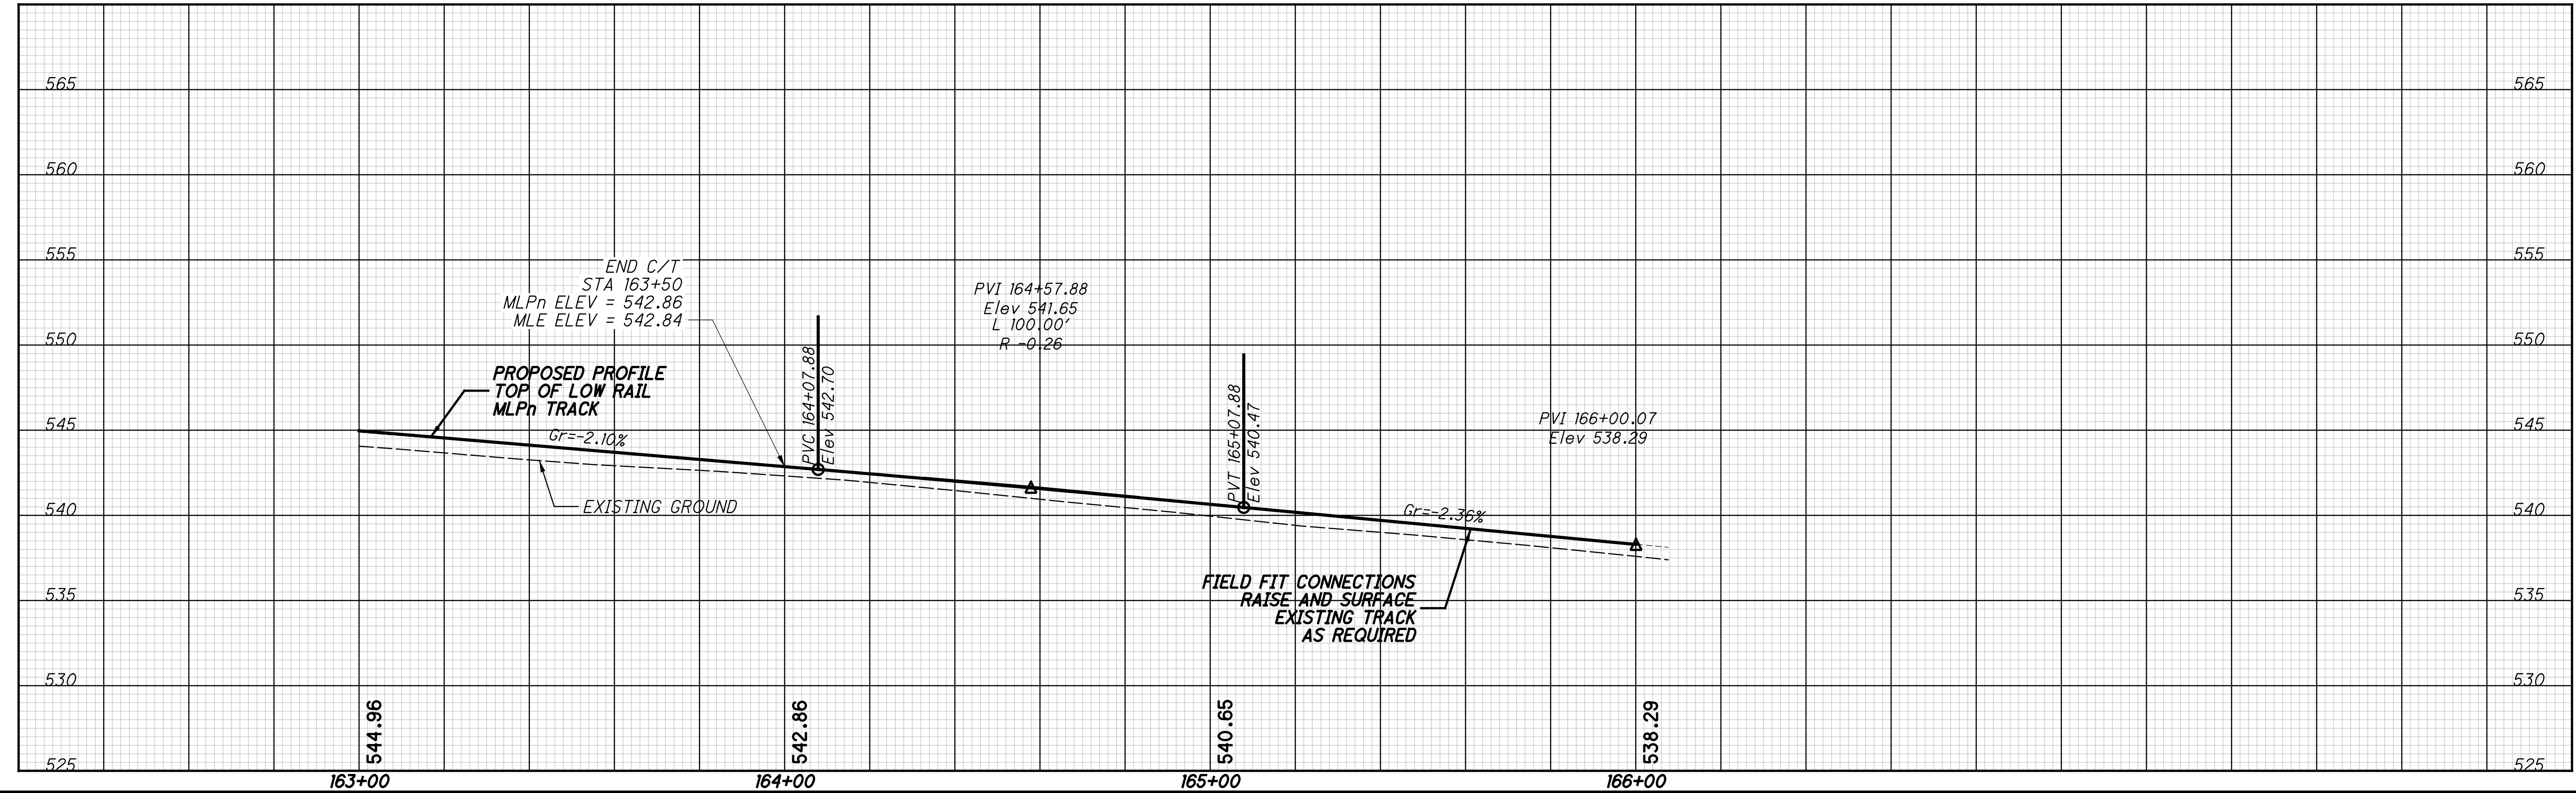 565
565
560
560
555
555
END C/T
STA 163+50
MLPn ELEV = 542.86
MLE ELEV = 542.84
PVI 164+57.88
Elev 541.65
L 100.00'
R -0.26
550
550
PVC 164+07.88
Elev 542.70
PROPOSED PROFILE
TOP OF LOW RAIL
MLPn TRACK
PVT 165+07.88
Elev 540.47
PVI 166+00.07
Elev 538.29
545
545
Gr=-2.10%
EXISTING GROUND
540
540
Gr=-2.36%
FIELD FIT CONNECTIONS
RAISE AND SURFACE
EXISTING TRACK
AS REQUIRED
535
535
530
530
544.96
542.86
540.65
538.29
525
525
163+00
164+00
165+00
166+00